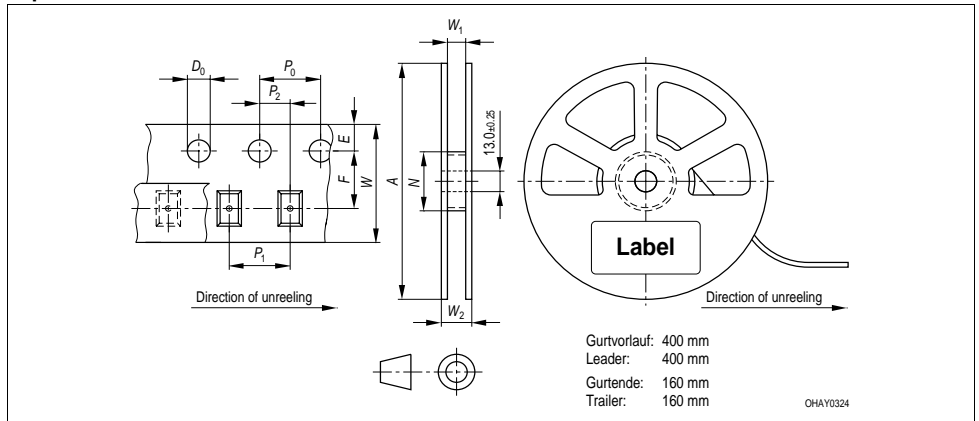 W₁
D₀
P₀
P₂
E
F
W
A
N
13.0±0.25
Label
P₁
W₂
Direction of unreeling
Direction of unreeling
Gurtvorlauf: 400 mm
Leader: 400 mm
Gurtende: 160 mm
Trailer: 160 mm
OHAY0324